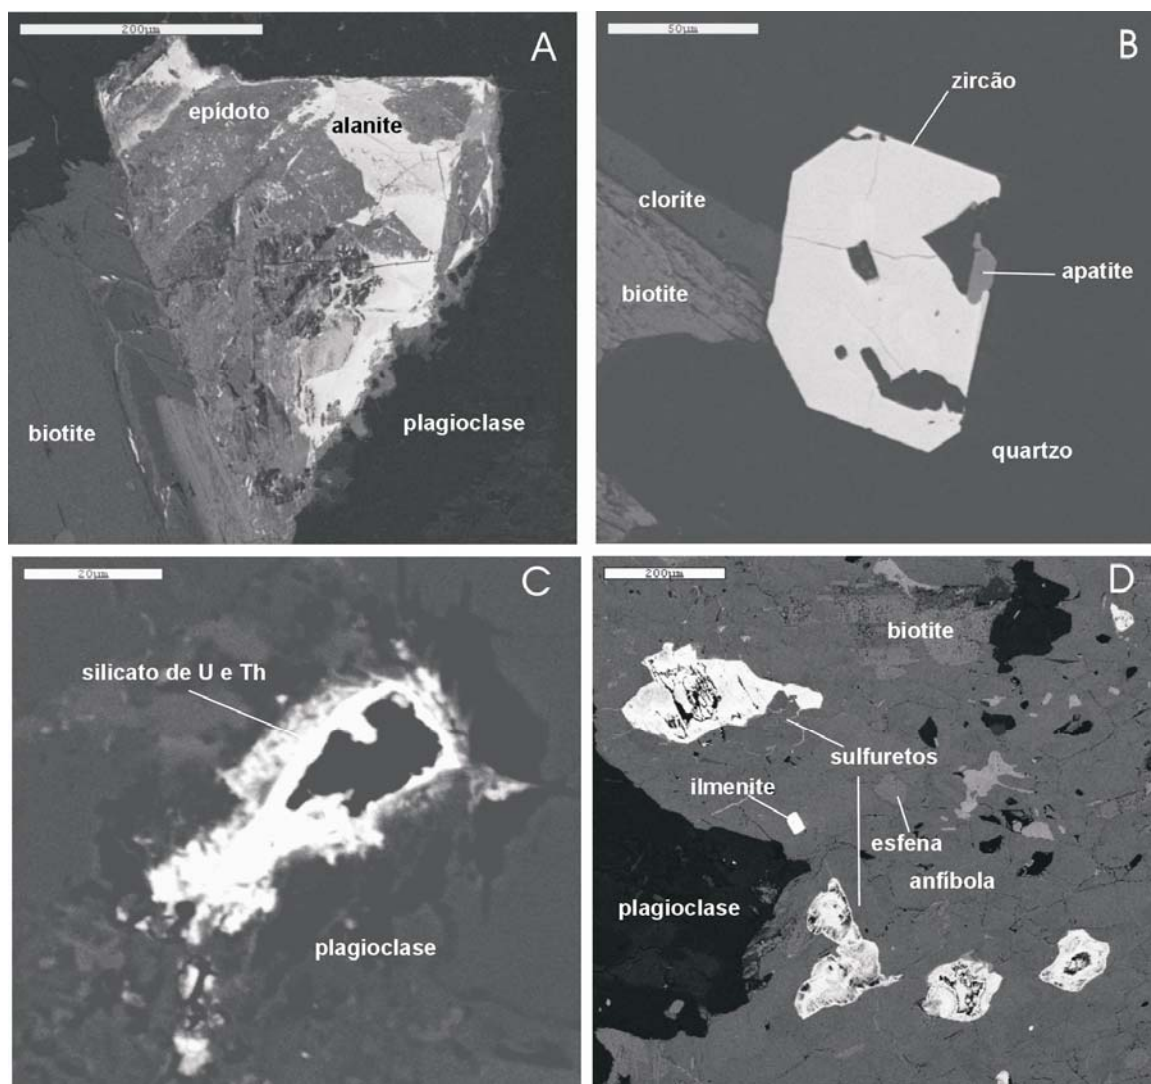 200µm
A
epídoto
alanite
biotite
plagioclase
50µm
B
zircão
clorite
biotite
apatite
quartzo
20µm
C
silicato de U e Th
plagioclase
200µm
D
biotite
sulfuretos
ilmenite
esfena
anfíbola
plagioclase